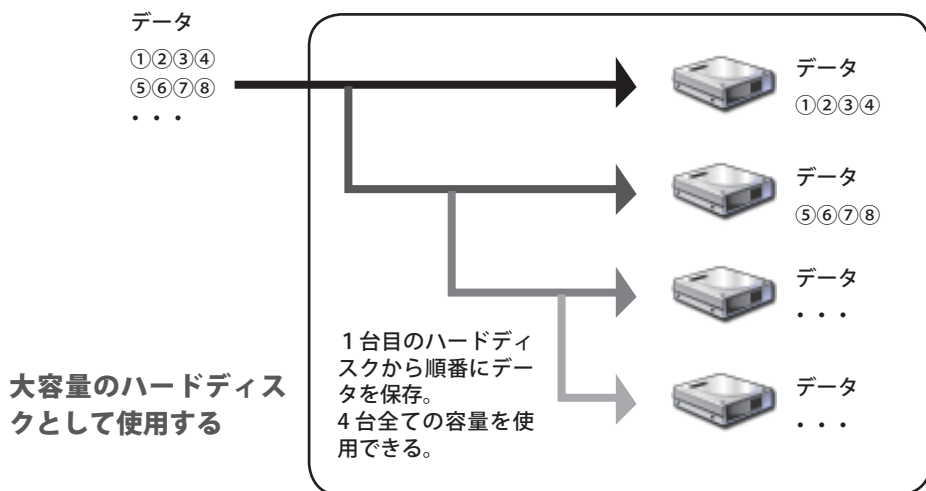 データ
①②③④
⑤⑥⑦⑧
・・・
データ
①②③④
データ
⑤⑥⑦⑧
データ
・・・
データ
・・・
1台目のハードディ
スクから順番にデー
タを保存。
4台全ての容量を使
用できる。
大容量のハードディス
クとして使用する